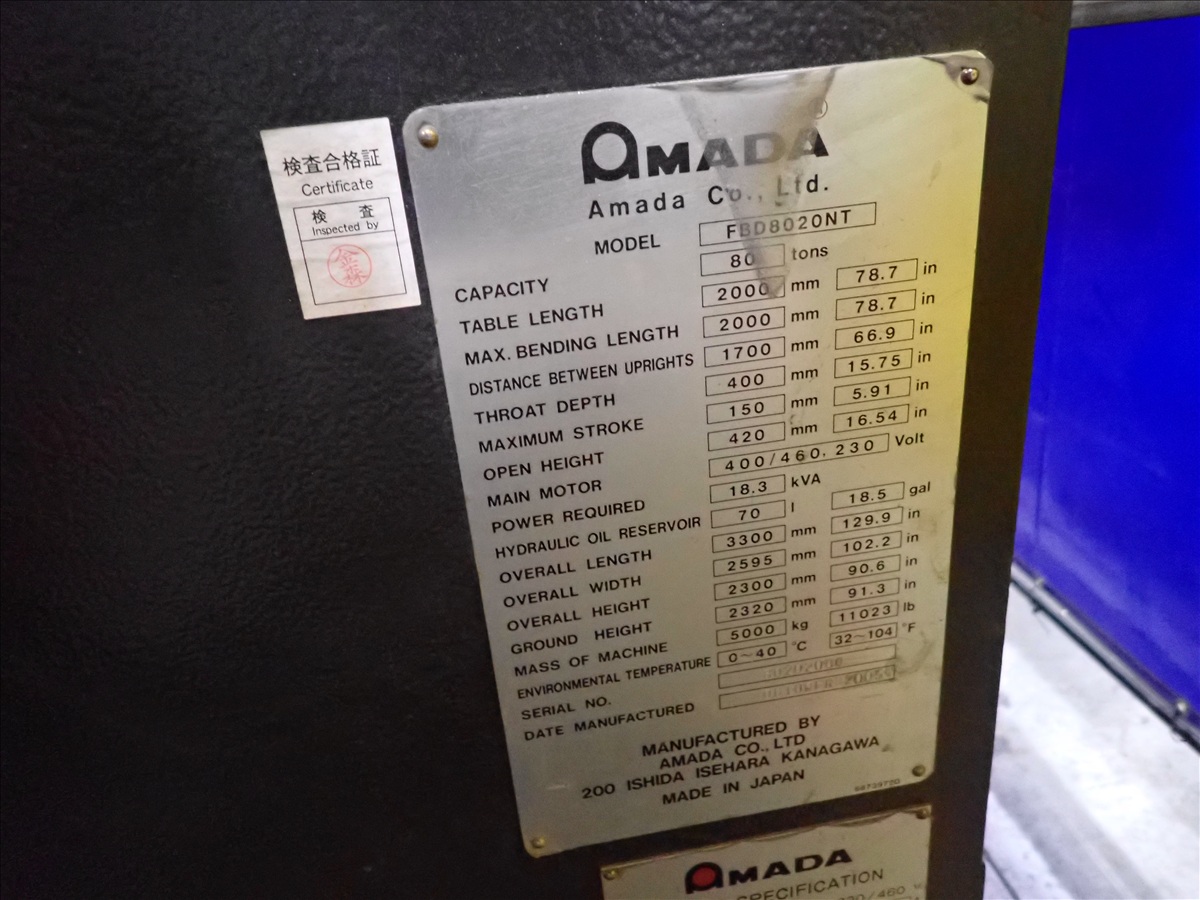 検査合格証
Certificate
検 査
Inspected by
AMADA ®
Amada Co., Ltd.
MODEL FBD8020NT
CAPACITY 80 tons
TABLE LENGTH 2000 mm 78.7 in
MAX. BENDING LENGTH 2000 mm 78.7 in
DISTANCE BETWEEN UPRIGHTS 1700 mm 66.9 in
THROAT DEPTH 400 mm 15.75 in
MAXIMUM STROKE 150 mm 5.91 in
OPEN HEIGHT 420 mm 16.54 in
MAIN MOTOR 400/460, 230 Volt
POWER REQUIRED 18.3 kVA
HYDRAULIC OIL RESERVOIR 70 l 18.5 gal
OVERALL LENGTH 3300 mm 129.9 in
OVERALL WIDTH 2595 mm 102.2 in
OVERALL HEIGHT 2300 mm 90.6 in
GROUND HEIGHT 2320 mm 91.3 in
MASS OF MACHINE 5000 kg 11023 lb
ENVIRONMENTAL TEMPERATURE 0~40 °C 32~104 °F
SERIAL NO.
DATE MANUFACTURED
MANUFACTURED BY
AMADA CO., LTD
200 ISHIDA ISEHARA KANAGAWA
MADE IN JAPAN
AMADA
SPECIFICATION